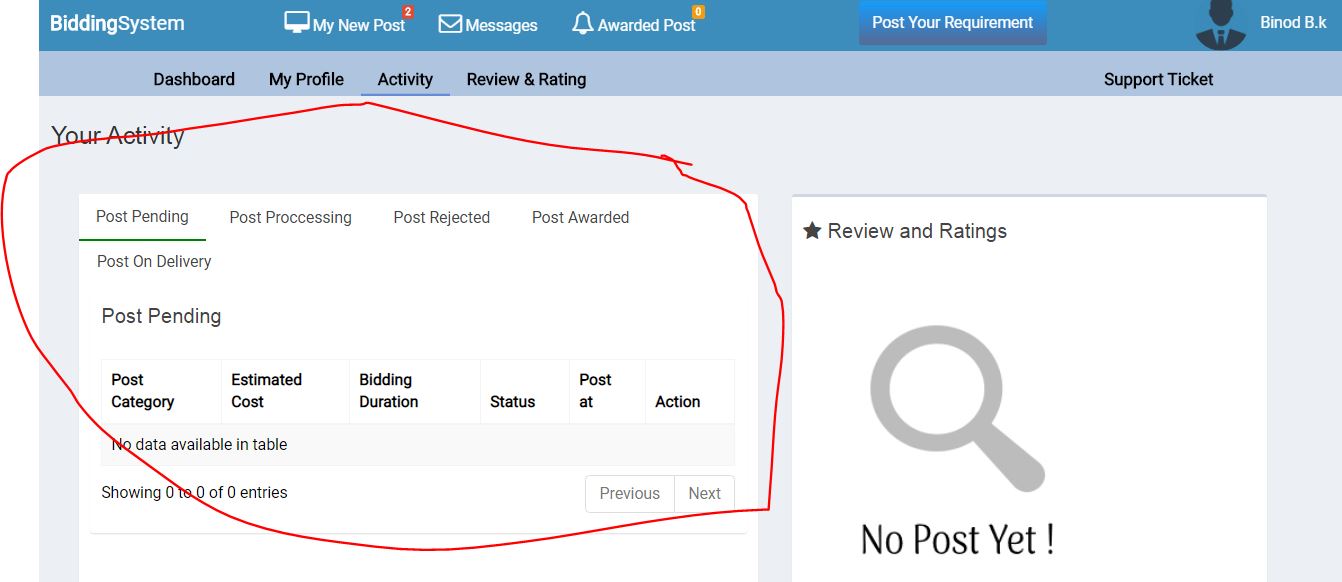 BiddingSystem
My New Post 2
Messages
Awarded Post 0
Post Your Requirement
Binod B.k
Dashboard My Profile Activity Review & Rating Support Ticket
Your Activity
Post Pending Post Proccessing Post Rejected Post Awarded
Post On Delivery
Post Pending
Post Category
Estimated Cost
Bidding Duration
Status
Post at
Action
No data available in table
Showing 0 to 0 of 0 entries
Previous Next
Review and Ratings
No Post Yet !